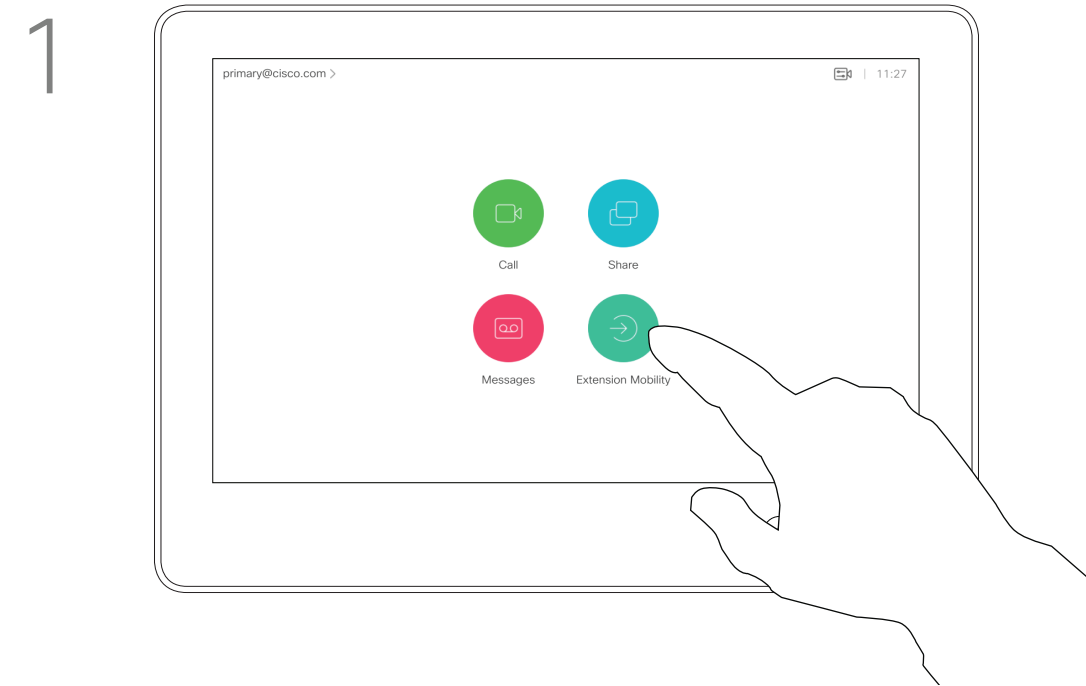 1
primary@cisco.com >
11:27
Call
Share
Messages
Extension Mobility